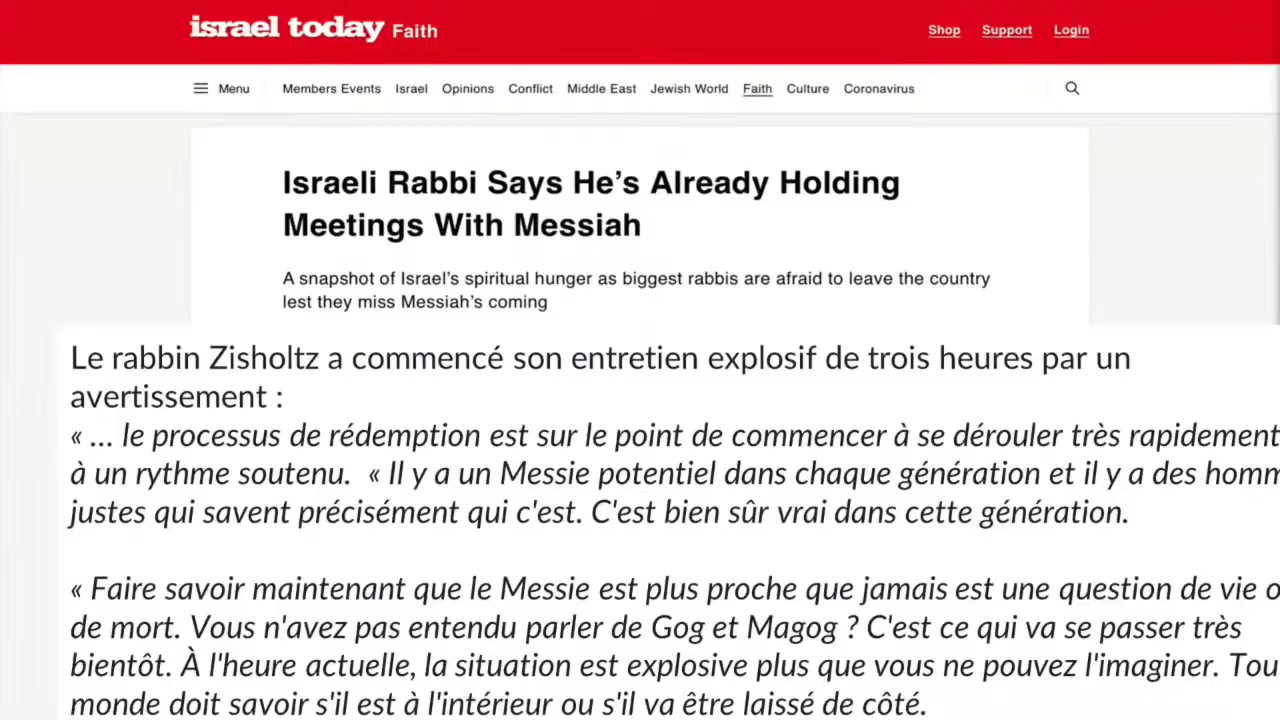 israel today Faith
Shop Support Login
Menu Members Events Israel Opinions Conflict Middle East Jewish World Faith Culture Coronavirus
Israeli Rabbi Says He’s Already Holding
Meetings With Messiah
A snapshot of Israel’s spiritual hunger as biggest rabbis are afraid to leave the country
lest they miss Messiah’s coming
Le rabbin Zisholtz a commencé son entretien explosif de trois heures par un
avertissement :
« ... le processus de rédemption est sur le point de commencer à se dérouler très rapidement
à un rythme soutenu. « Il y a un Messie potentiel dans chaque génération et il y a des
justes qui savent précisément qui c'est. C'est bien sûr vrai dans cette génération.
« Faire savoir maintenant que le Messie est plus proche que jamais est une question de vie
de mort. Vous n'avez pas entendu parler de Gog et Magog ? C'est ce qui va se passer très
bientôt. À l'heure actuelle, la situation est explosive plus que vous ne pouvez l'imaginer.
monde doit savoir s'il est à l'intérieur ou s'il va être laissé de côté.